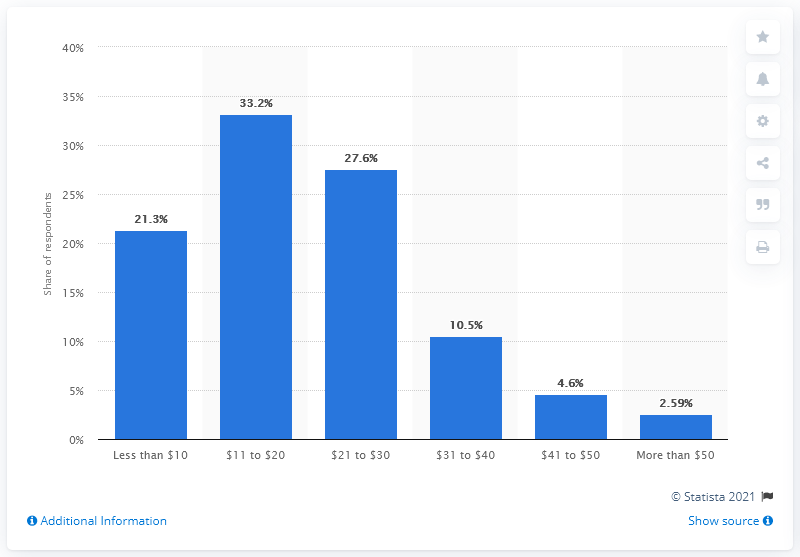 40%
35%
30%
25%
20%
15%
10%
5%
0%
Share of respondents
21.3%
33.2%
27.6%
10.5%
4.6%
2.59%
Less than $10
$11 to $20
$21 to $30
$31 to $40
$41 to $50
More than $50
© Statista 2021
Additional Information
Show source